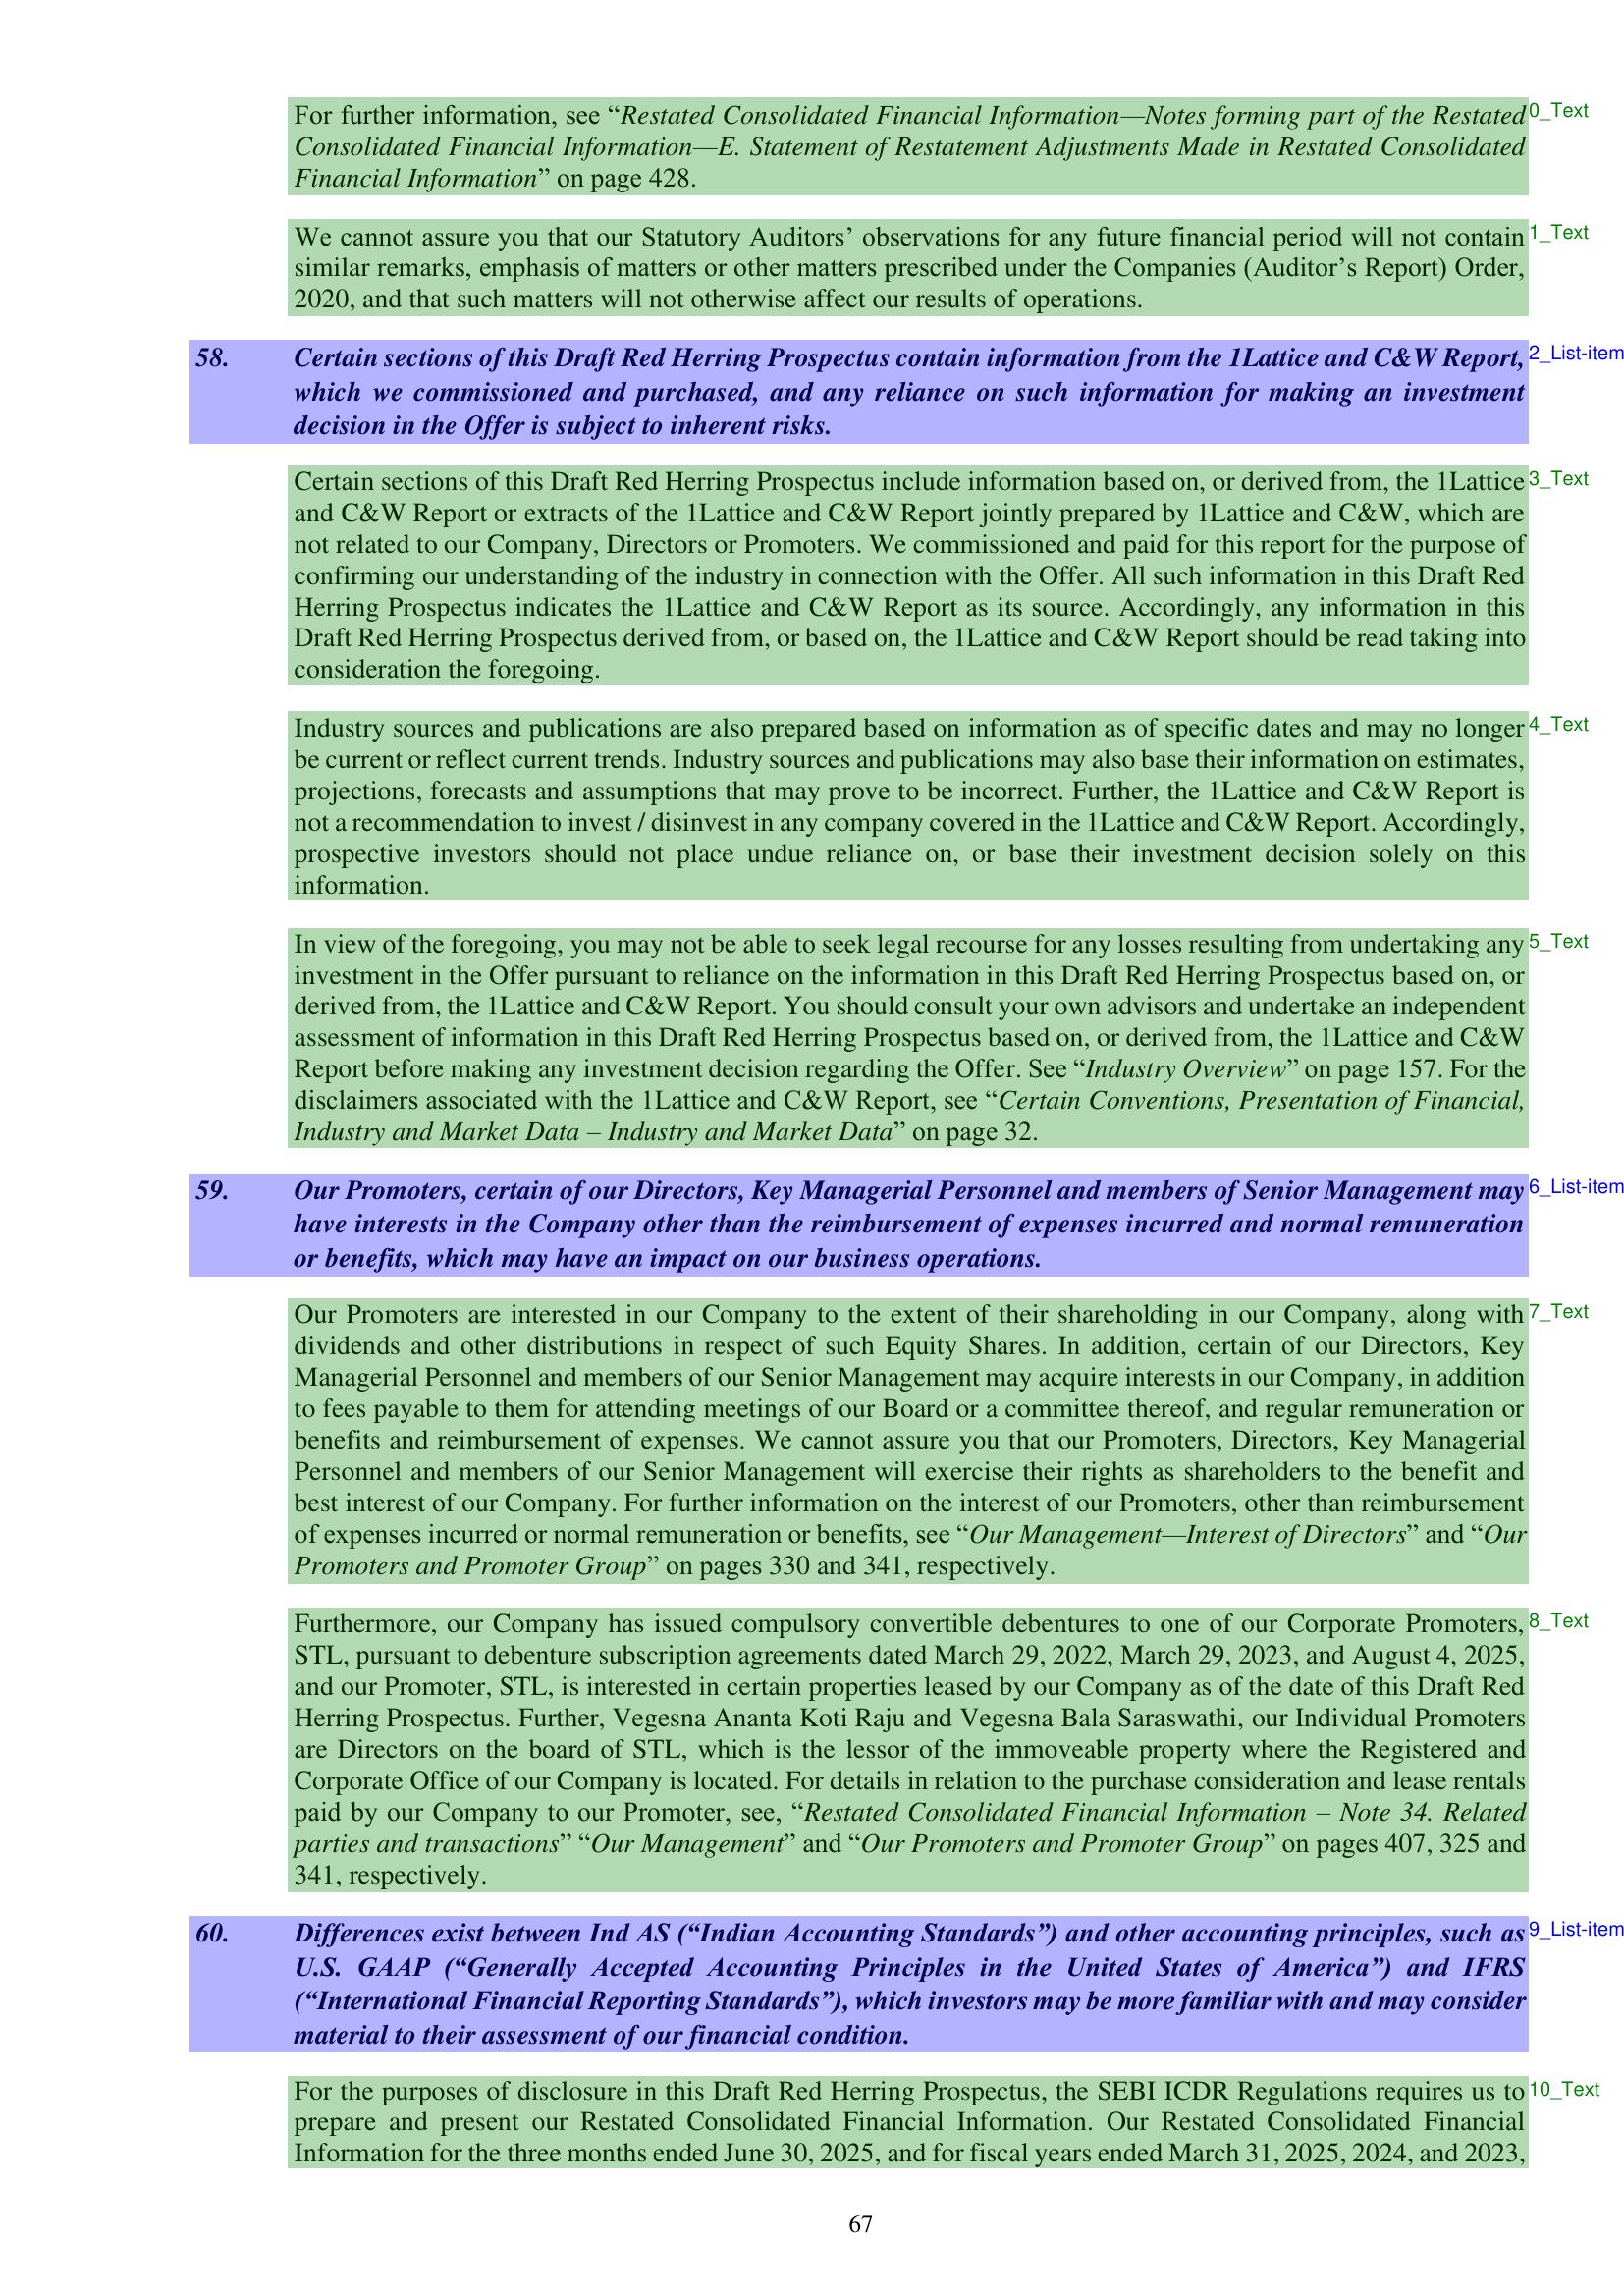 For further information, see “Restated Consolidated Financial Information—Notes forming part of the Restated
Consolidated Financial Information—E. Statement of Restatement Adjustments Made in Restated Consolidated
Financial Information” on page 428.
0_Text
We cannot assure you that our Statutory Auditors’ observations for any future financial period will not contain
similar remarks, emphasis of matters or other matters prescribed under the Companies (Auditor’s Report) Order,
2020, and that such matters will not otherwise affect our results of operations.
1_Text
58. Certain sections of this Draft Red Herring Prospectus contain information from the 1Lattice and C&W Report,
which we commissioned and purchased, and any reliance on such information for making an investment
decision in the Offer is subject to inherent risks.
2_List-item
Certain sections of this Draft Red Herring Prospectus include information based on, or derived from, the 1Lattice
and C&W Report or extracts of the 1Lattice and C&W Report jointly prepared by 1Lattice and C&W, which are
not related to our Company, Directors or Promoters. We commissioned and paid for this report for the purpose of
confirming our understanding of the industry in connection with the Offer. All such information in this Draft Red
Herring Prospectus indicates the 1Lattice and C&W Report as its source. Accordingly, any information in this
Draft Red Herring Prospectus derived from, or based on, the 1Lattice and C&W Report should be read taking into
consideration the foregoing.
3_Text
Industry sources and publications are also prepared based on information as of specific dates and may no longer
be current or reflect current trends. Industry sources and publications may also base their information on estimates,
projections, forecasts and assumptions that may prove to be incorrect. Further, the 1Lattice and C&W Report is
not a recommendation to invest / disinvest in any company covered in the 1Lattice and C&W Report. Accordingly,
prospective investors should not place undue reliance on, or base their investment decision solely on this
information.
4_Text
In view of the foregoing, you may not be able to seek legal recourse for any losses resulting from undertaking any
investment in the Offer pursuant to reliance on the information in this Draft Red Herring Prospectus based on, or
derived from, the 1Lattice and C&W Report. You should consult your own advisors and undertake an independent
assessment of information in this Draft Red Herring Prospectus based on, or derived from, the 1Lattice and C&W
Report before making any investment decision regarding the Offer. See “Industry Overview” on page 157. For the
disclaimers associated with the 1Lattice and C&W Report, see “Certain Conventions, Presentation of Financial,
Industry and Market Data – Industry and Market Data” on page 32.
5_Text
59. Our Promoters, certain of our Directors, Key Managerial Personnel and members of Senior Management may
have interests in the Company other than the reimbursement of expenses incurred and normal remuneration
or benefits, which may have an impact on our business operations.
6_List-item
Our Promoters are interested in our Company to the extent of their shareholding in our Company, along with
dividends and other distributions in respect of such Equity Shares. In addition, certain of our Directors, Key
Managerial Personnel and members of our Senior Management may acquire interests in our Company, in addition
to fees payable to them for attending meetings of our Board or a committee thereof, and regular remuneration or
benefits and reimbursement of expenses. We cannot assure you that our Promoters, Directors, Key Managerial
Personnel and members of our Senior Management will exercise their rights as shareholders to the benefit and
best interest of our Company. For further information on the interest of our Promoters, other than reimbursement
of expenses incurred or normal remuneration or benefits, see “Our Management—Interest of Directors” and “Our
Promoters and Promoter Group” on pages 330 and 341, respectively.
7_Text
Furthermore, our Company has issued compulsory convertible debentures to one of our Corporate Promoters,
STL, pursuant to debenture subscription agreements dated March 29, 2022, March 29, 2023, and August 4, 2025,
and our Promoter, STL, is interested in certain properties leased by our Company as of the date of this Draft Red
Herring Prospectus. Further, Vegesna Ananta Koti Raju and Vegesna Bala Saraswathi, our Individual Promoters
are Directors on the board of STL, which is the lessor of the immoveable property where the Registered and
Corporate Office of our Company is located. For details in relation to the purchase consideration and lease rentals
paid by our Company to our Promoter, see, “Restated Consolidated Financial Information – Note 34. Related
parties and transactions” “Our Management” and “Our Promoters and Promoter Group” on pages 407, 325 and
341, respectively.
8_Text
60. Differences exist between Ind AS (“Indian Accounting Standards”) and other accounting principles, such as
U.S. GAAP (“Generally Accepted Accounting Principles in the United States of America”) and IFRS
(“International Financial Reporting Standards”), which investors may be more familiar with and may consider
material to their assessment of our financial condition.
9_List-item
For the purposes of disclosure in this Draft Red Herring Prospectus, the SEBI ICDR Regulations requires us to
prepare and present our Restated Consolidated Financial Information. Our Restated Consolidated Financial
Information for the three months ended June 30, 2025, and for fiscal years ended March 31, 2025, 2024, and 2023,
10_Text
67